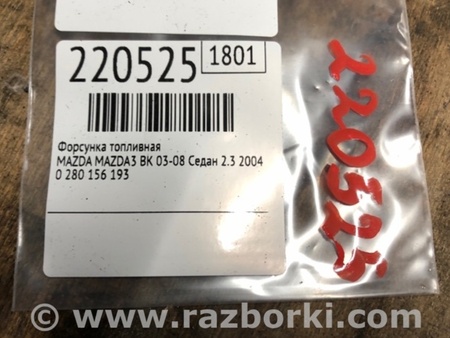 220525 1801
Форсунка топливная
MAZDA MAZDA3 BK 03-08 Седан 2.3 2004
0 280 156 193
220525
© www.razborki.com